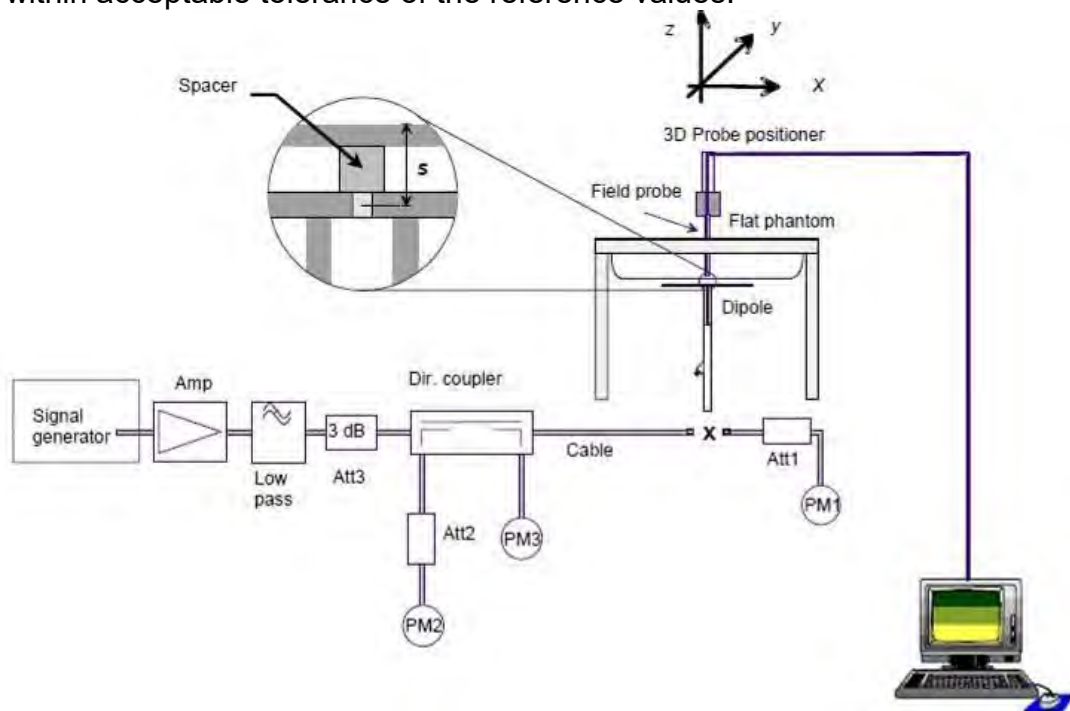 within acceptable tolerance of the reference values.
z
y
x
Spacer
s
3D Probe positioner
Field probe
Flat phantom
Dipole
Signal
generator
Amp
Low
pass
3 dB
Att3
Dir. coupler
Att2
PM2
PM3
Cable
X
Att1
PM1